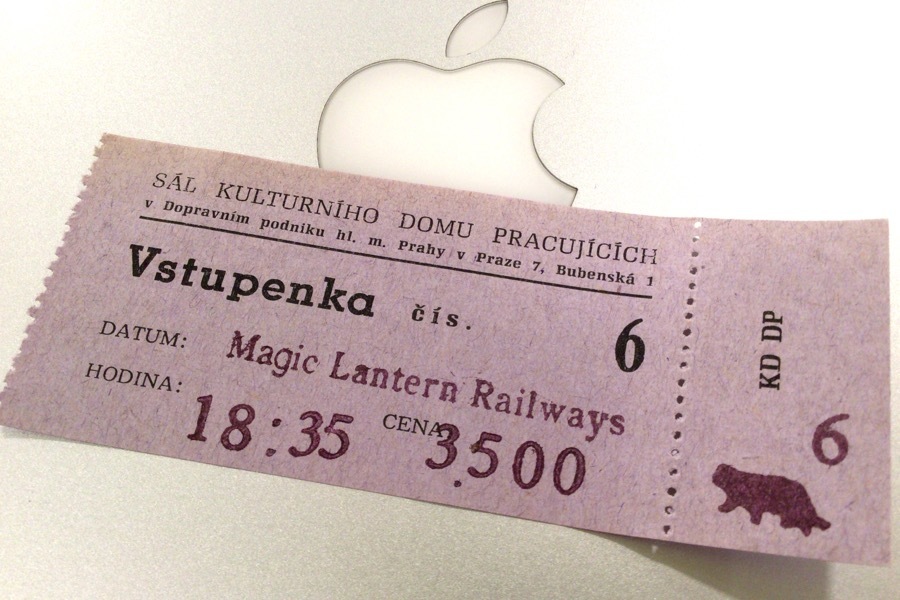 SÁL KULTURNÍHO DOMU PRACUJÍCÍCH
v Dopravním podniku hl. m. Prahy v Praze 7, Bubenská 1
Vstupenka čís. 6
DATUM: Magic Lantern Railways
HODINA: 18:35 CENA 3.500
KD DP
6